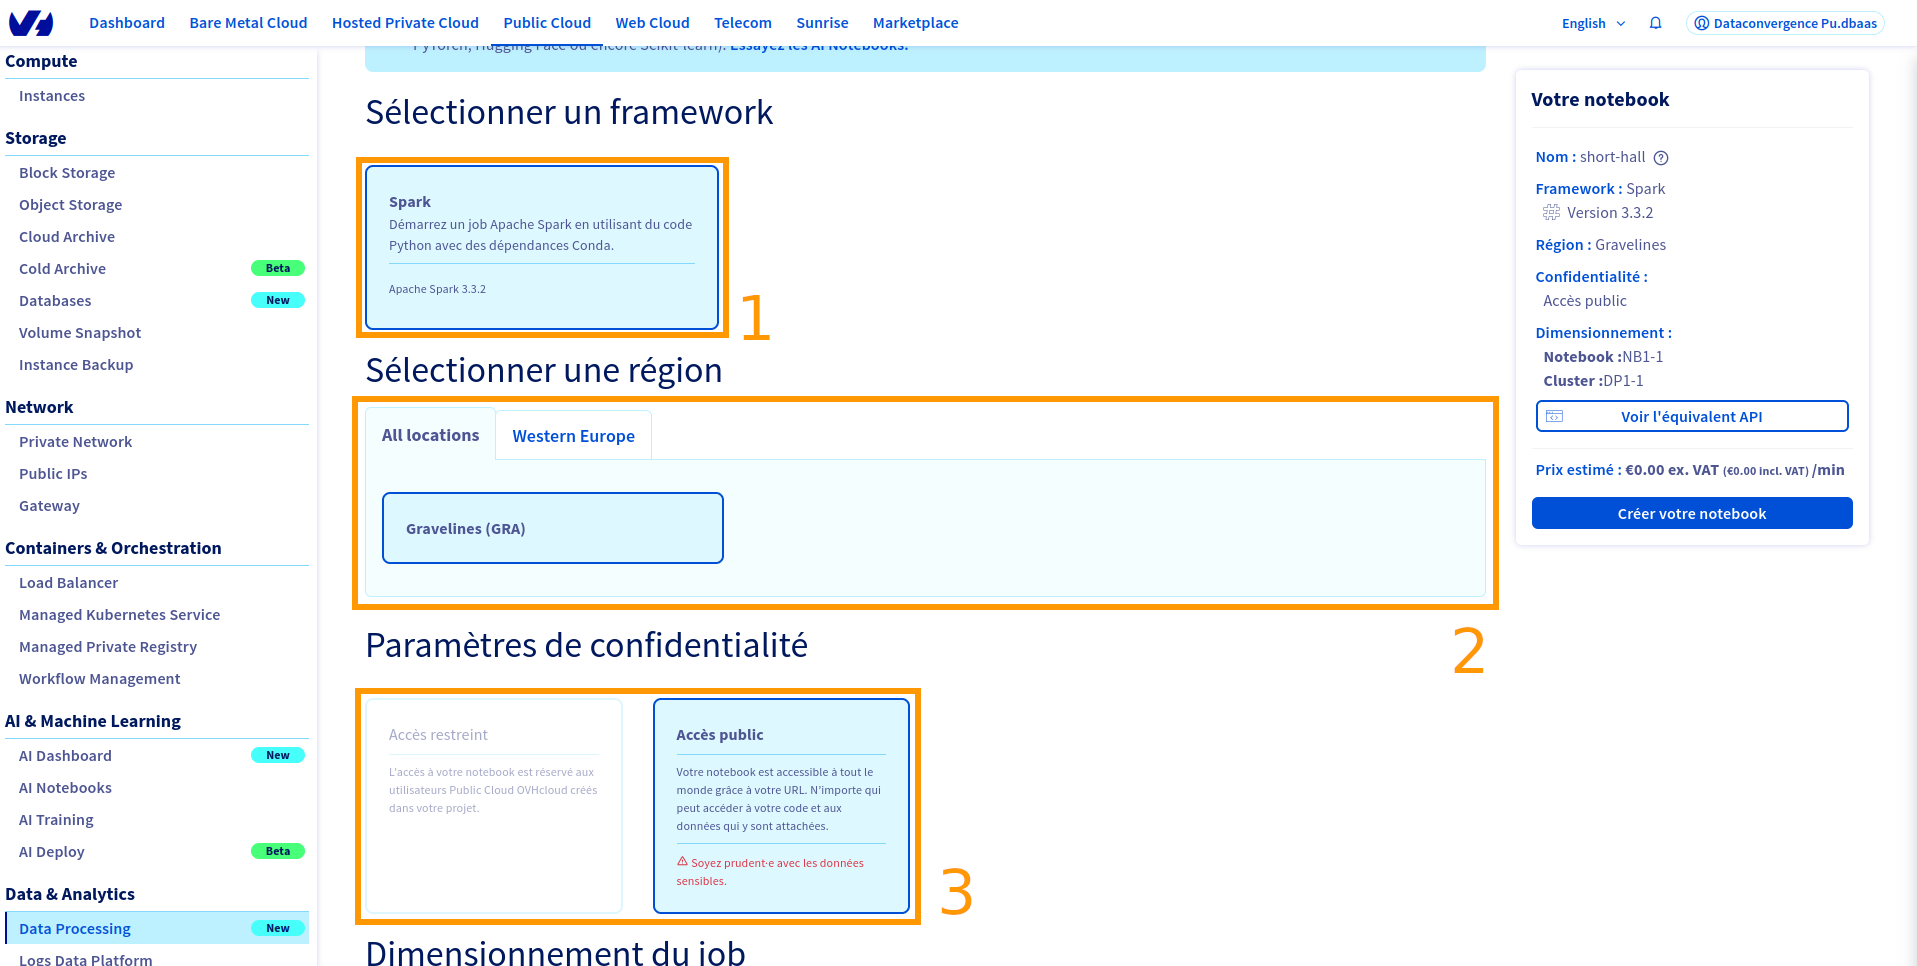 Dashboard Bare Metal Cloud Hosted Private Cloud Public Cloud Web Cloud Telecom Sunrise Marketplace English Dataconvergence Pu.dbaas
Compute
Instances
Storage
Block Storage
Object Storage
Cloud Archive
Cold Archive Beta
Databases New
Volume Snapshot
Instance Backup
Network
Private Network
Public IPs
Gateway
Containers & Orchestration
Load Balancer
Managed Kubernetes Service
Managed Private Registry
Workflow Management
AI & Machine Learning
AI Dashboard New
AI Notebooks
AI Training
AI Deploy Beta
Data & Analytics
Data Processing New
Logs Data Platform
PyTorch, Hugging Face ou encore Scikit-learn). Essayez les AI Notebooks.
Sélectionner un framework
Spark
Démarrez un job Apache Spark en utilisant du code
Python avec des dépendances Conda.
Apache Spark 3.3.2
1
Sélectionner une région
All locations Western Europe
Gravelines (GRA)
2
Paramètres de confidentialité
Accès restreint
L'accès à votre notebook est réservé aux
utilisateurs Public Cloud OVHcloud créés
dans votre projet.
Accès public
Votre notebook est accessible à tout le
monde grâce à votre URL. N'importe qui
peut accéder à votre code et aux
données qui y sont attachées.
Soyez prudent·e avec les données
sensibles.
3
Dimensionnement du job
Votre notebook
Nom : short-hall
Framework : Spark
Version 3.3.2
Région : Gravelines
Confidentialité :
Accès public
Dimensionnement :
Notebook :NB1-1
Cluster :DP1-1
Voir l'équivalent API
Prix estimé : €0.00 ex. VAT (€0.00 incl. VAT) /min
Créer votre notebook